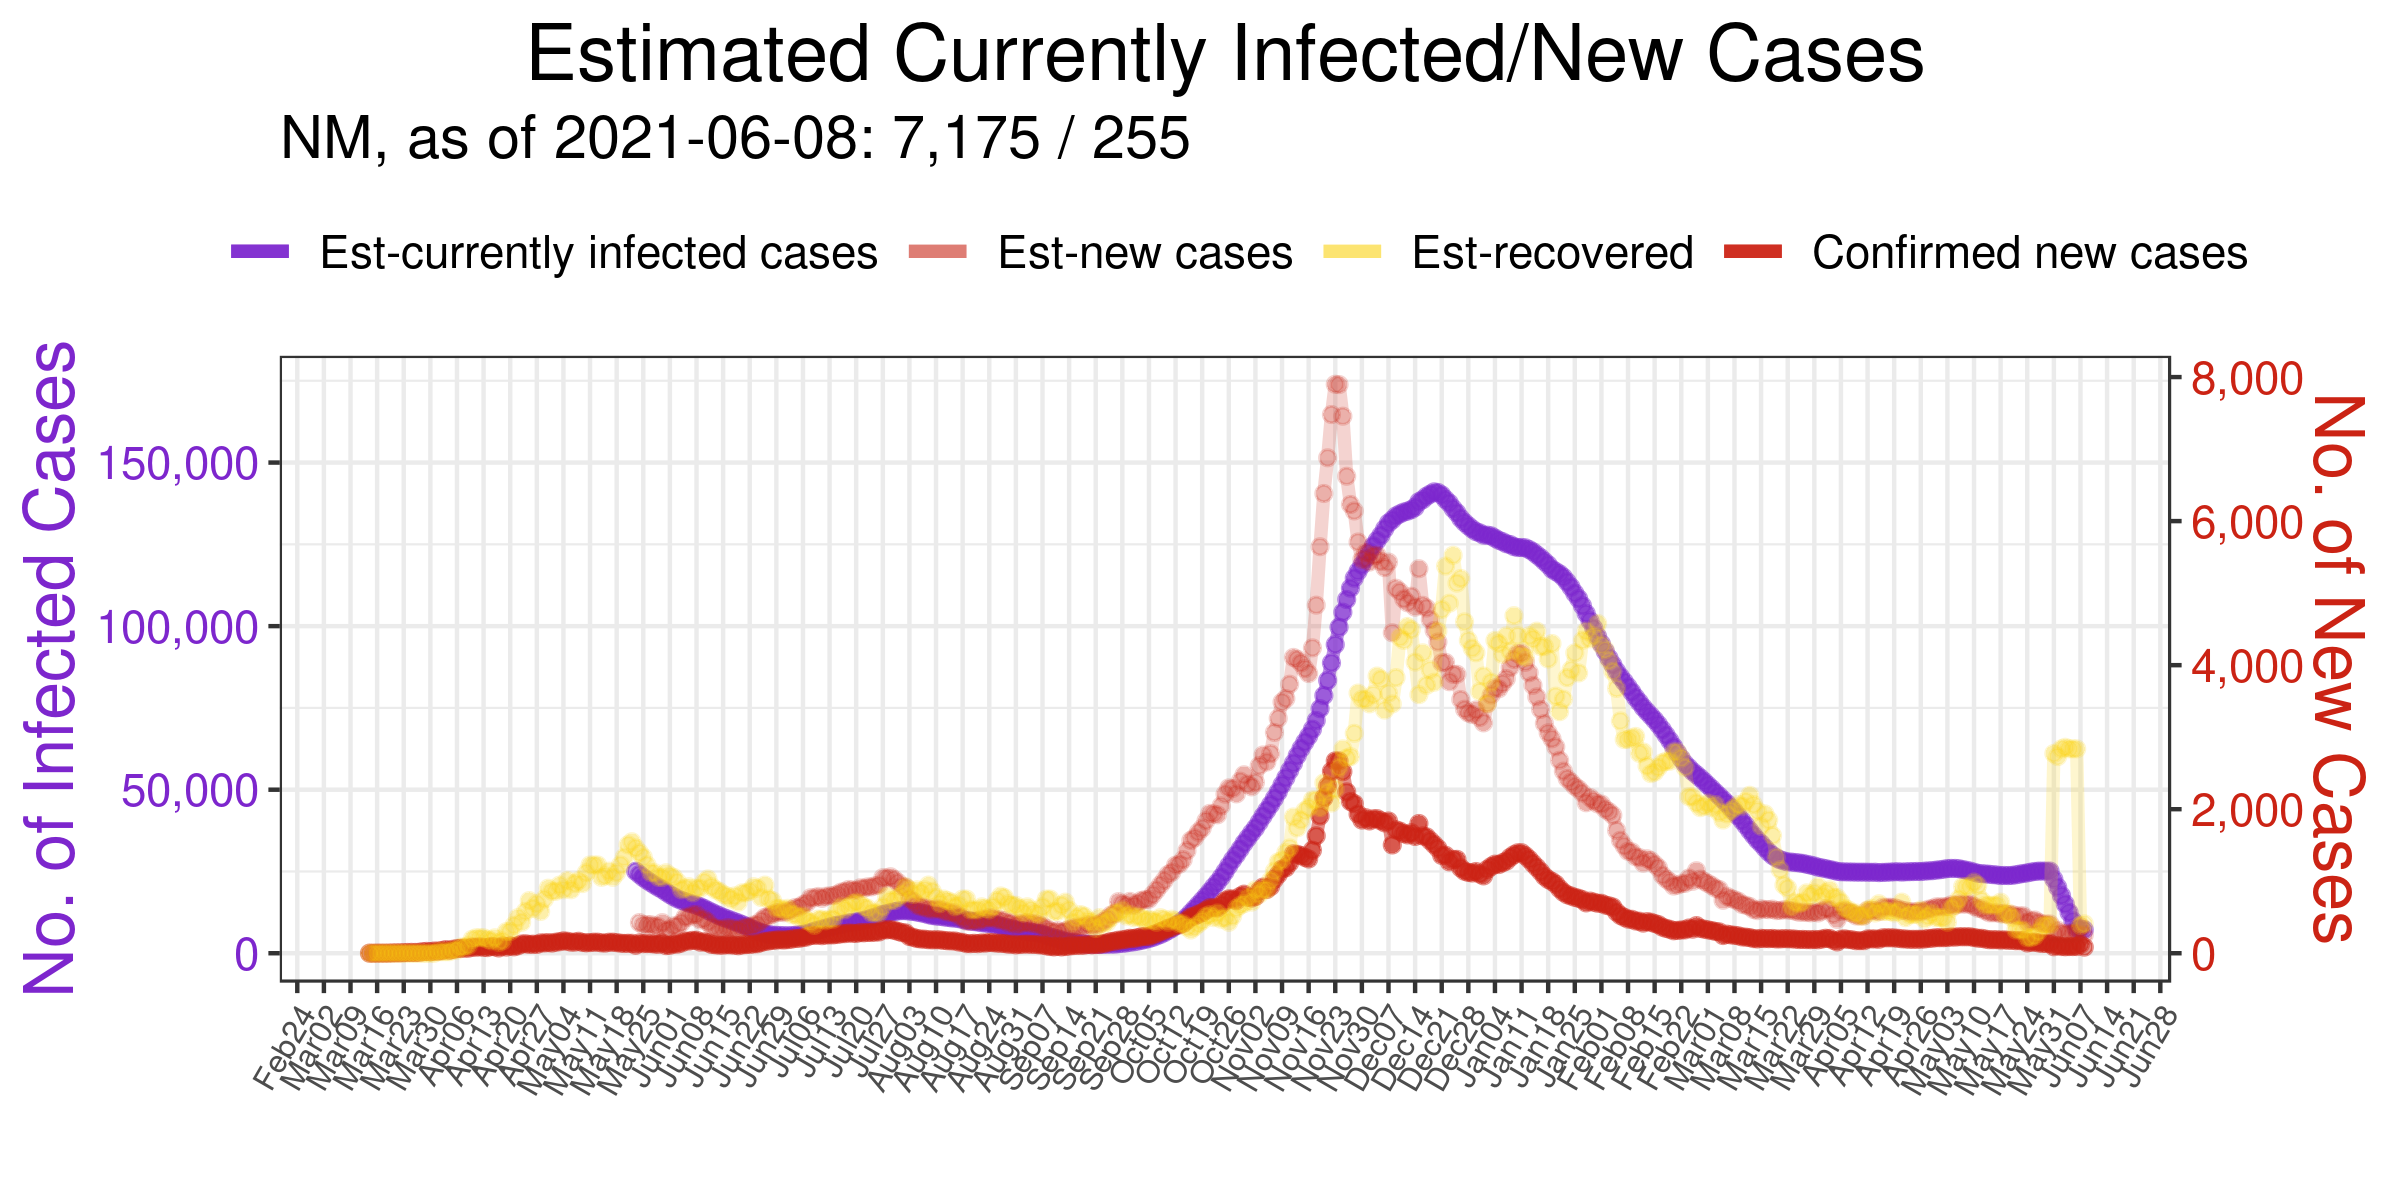 Estimated Currently Infected/New Cases
NM, as of 2021-06-08: 7,175 / 255
Est-currently infected cases
Est-new cases
Est-recovered
Confirmed new cases
No. of Infected Cases
150,000
100,000
50,000
0
8,000
6,000
4,000
2,000
0
No. of New Cases
Feb24
Mar02
Mar09
Mar16
Mar23
Mar30
Apr06
Apr13
Apr20
Apr27
May04
May11
May18
May25
Jun01
Jun08
Jun15
Jun22
Jun29
Jul06
Jul13
Jul20
Jul27
Aug03
Aug10
Aug17
Aug24
Aug31
Sep07
Sep14
Sep21
Sep28
Oct05
Oct12
Oct19
Oct26
Nov02
Nov09
Nov16
Nov23
Nov30
Dec07
Dec14
Dec21
Dec28
Jan04
Jan11
Jan18
Jan25
Feb01
Feb08
Feb15
Feb22
Mar01
Mar08
Mar15
Mar22
Mar29
Apr05
Apr12
Apr19
Apr26
May03
May10
May17
May24
May31
Jun07
Jun14
Jun21
Jun28